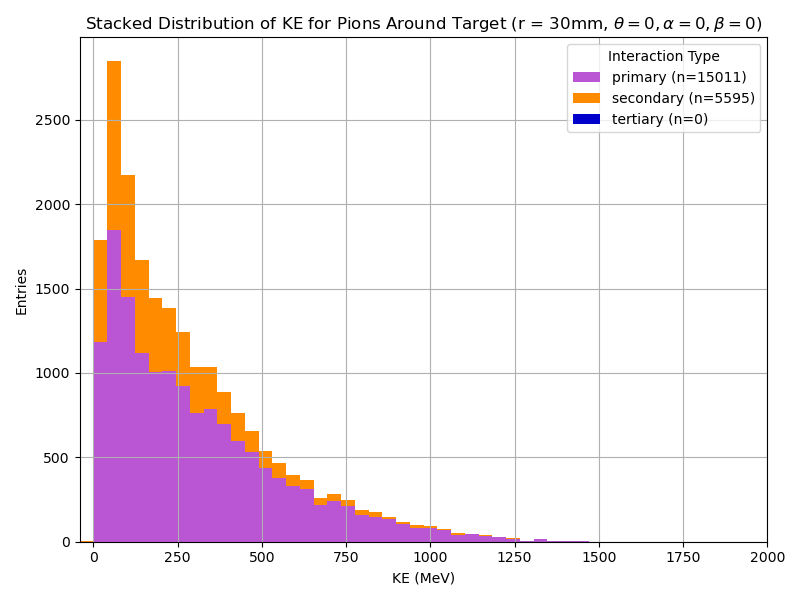 Stacked Distribution of KE for Pions Around Target (r = 30mm, θ = 0, α = 0, β = 0)
Interaction Type
primary (n=15011)
secondary (n=5595)
tertiary (n=0)
2500
2000
1500
1000
500
0
Entries
0 250 500 750 1000 1250 1500 1750 2000
KE (MeV)